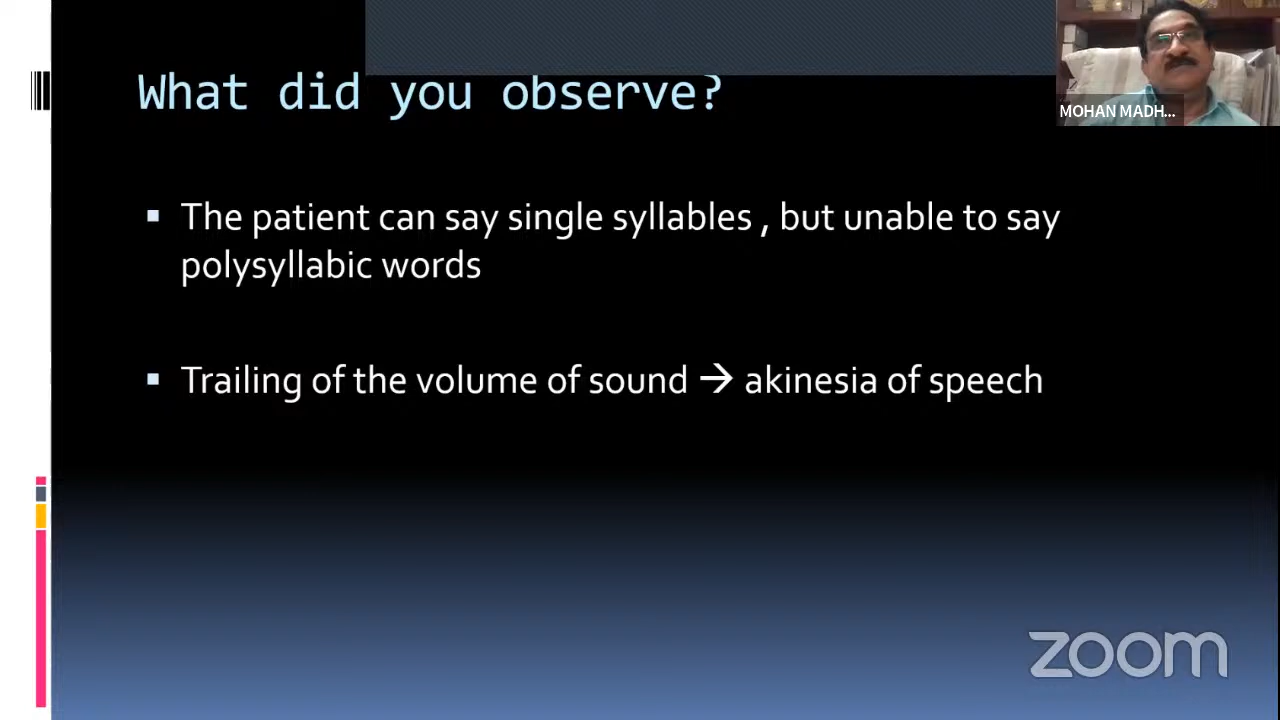 What did you observe?
MOHAN MADH...
▪ The patient can say single syllables , but unable to say
polysyllabic words
▪ Trailing of the volume of sound → akinesia of speech
zoom